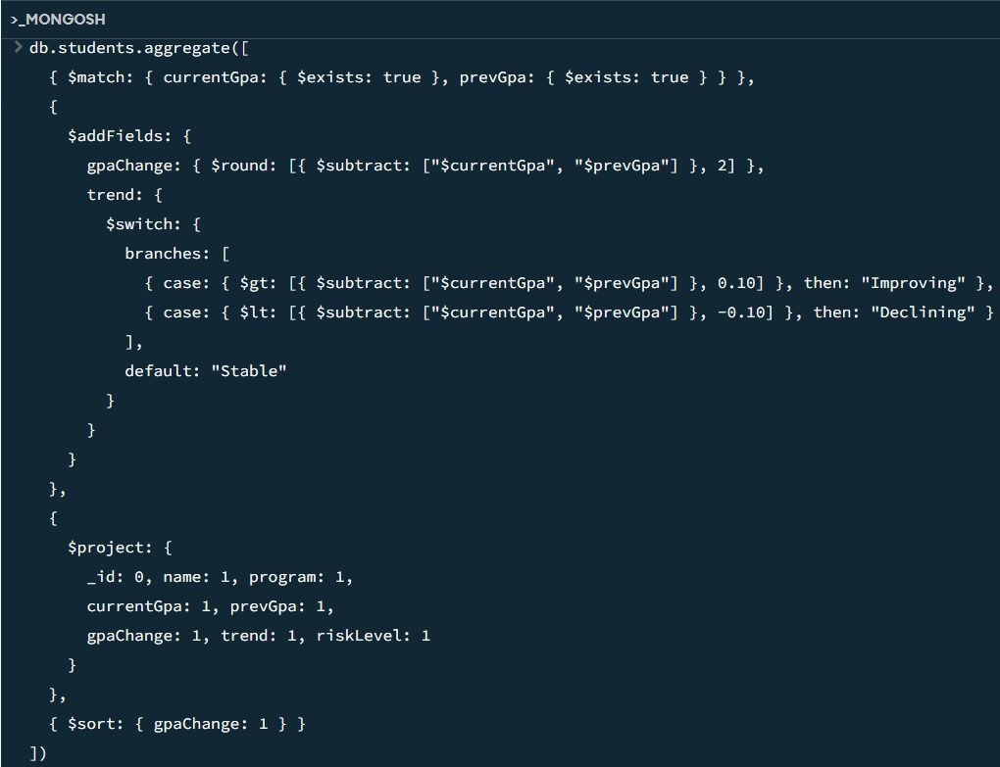 >_MONGOSH
> db.students.aggregate([
{ $match: { currentGpa: { $exists: true }, prevGpa: { $exists: true } } },
{
$addFields: {
gpaChange: { $round: [{ $subtract: ["$currentGpa", "$prevGpa"] }, 2] },
trend: {
$switch: {
branches: [
{ case: { $gt: [{ $subtract: ["$currentGpa", "$prevGpa"] }, 0.10] }, then: "Improving" },
{ case: { $lt: [{ $subtract: ["$currentGpa", "$prevGpa"] }, -0.10] }, then: "Declining" }
],
default: "Stable"
}
}
}
},
{
$project: {
_id: 0, name: 1, program: 1,
currentGpa: 1, prevGpa: 1,
gpaChange: 1, trend: 1, riskLevel: 1
}
},
{ $sort: { gpaChange: 1 } }
])